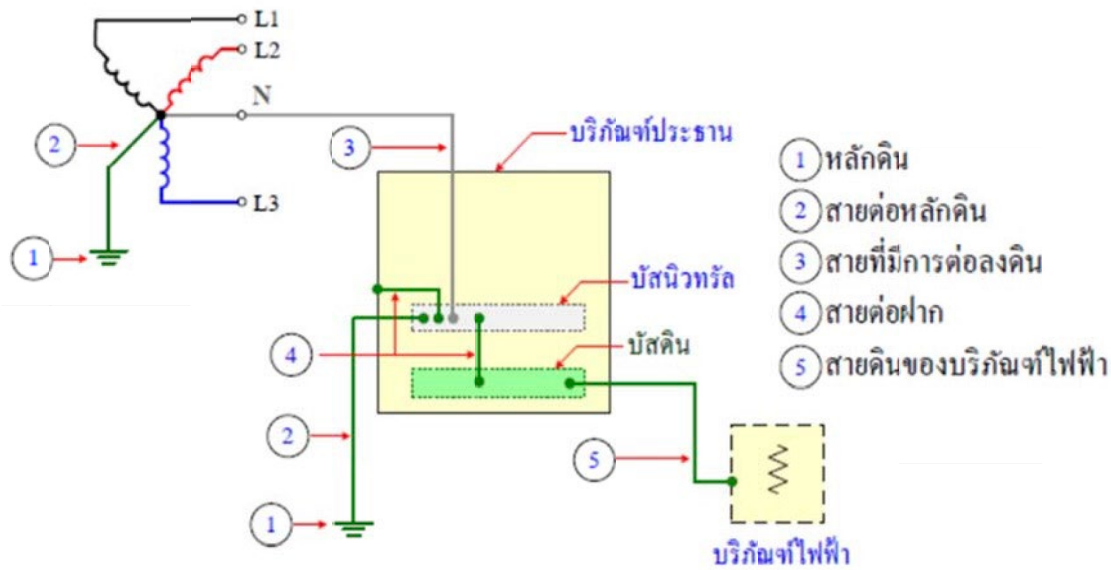 L1
L2
N
L3
2
1
3
บริภัณฑ์ประธาน
บัสนิวทรัล
บัสดิน
4
2
1
5
บริภัณฑ์ไฟฟ้า
1 หลักดิน
2 สายต่อหลักดิน
3 สายที่มีการต่อลงดิน
4 สายต่อฝาก
5 สายดินของบริภัณฑ์ไฟฟ้า